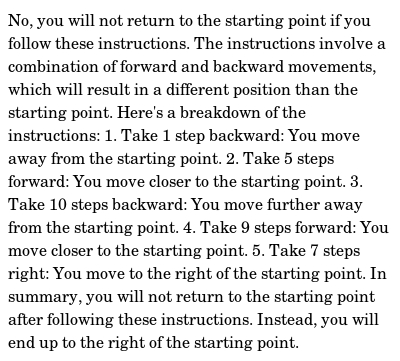 No, you will not return to the starting point if you
follow these instructions. The instructions involve a
combination of forward and backward movements,
which will result in a different position than the
starting point. Here's a breakdown of the
instructions: 1. Take 1 step backward: You move
away from the starting point. 2. Take 5 steps
forward: You move closer to the starting point. 3.
Take 10 steps backward: You move further away
from the starting point. 4. Take 9 steps forward: You
move closer to the starting point. 5. Take 7 steps
right: You move to the right of the starting point. In
summary, you will not return to the starting point
after following these instructions. Instead, you will
end up to the right of the starting point.